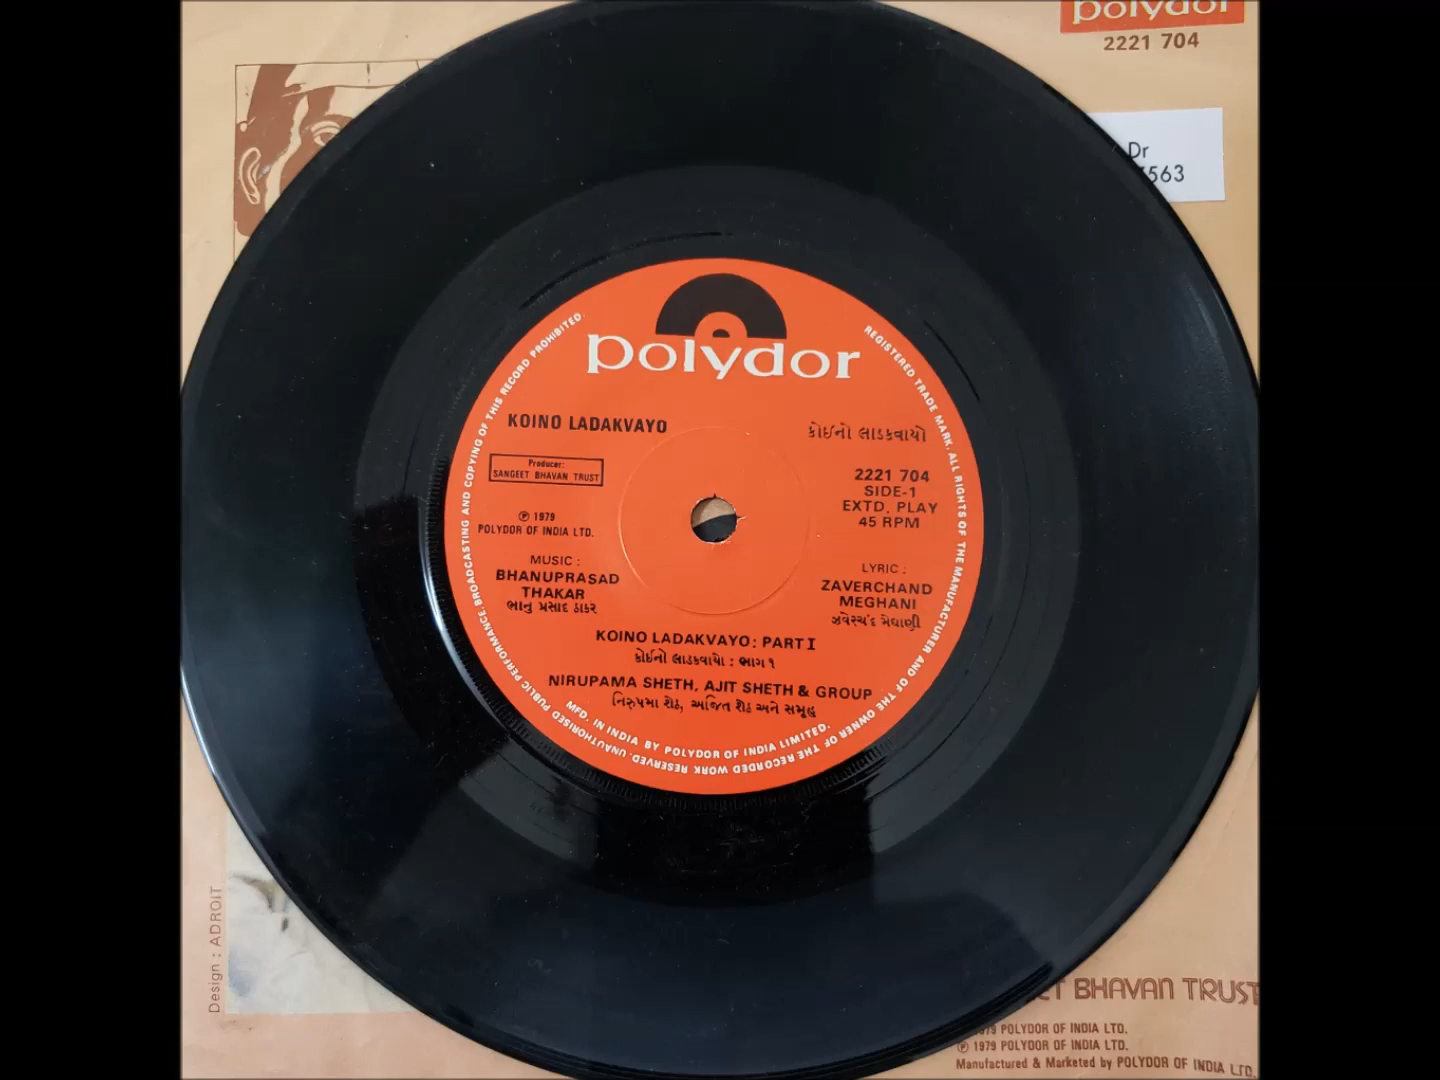 polydor
2221 704
Dr
563
polydor
REGISTERED TRADE MARK. ALL RIGHTS OF THE MANUFACTURER AND OF THE OWNER OF THE RECORDED WORK RESERVED. UNAUTHORISED PUBLIC PERFORMANCE, BROADCASTING AND COPYING OF THIS RECORD PROHIBITED.
KOINO LADAKVAYO
કોઈનો લાડકવાયો
Producer:
SANGEET BHAVAN TRUST
2221 704
SIDE-1
EXTD. PLAY
45 RPM
℗ 1979
POLYDOR OF INDIA LTD.
MUSIC :
BHANUPRASAD
THAKAR
ભાનુ પ્રસાદ ઠાકર
LYRIC :
ZAVERCHAND
MEGHANI
ઝવેરચંદ મેઘાણી
KOINO LADAKVAYO: PART I
કોઈનો લાડકવાયો : ભાગ ૧
NIRUPAMA SHETH, AJIT SHETH & GROUP
નિરુપમા શેઠ, અજિત શેઠ અને સમૂહ
MFD. IN INDIA BY POLYDOR OF INDIA LIMITED.
Design : ADROIT
ET BHAVAN TRUST
1979 POLYDOR OF INDIA LTD.
℗ 1979 POLYDOR OF INDIA LTD.
Manufactured & Marketed by POLYDOR OF INDIA LTD.